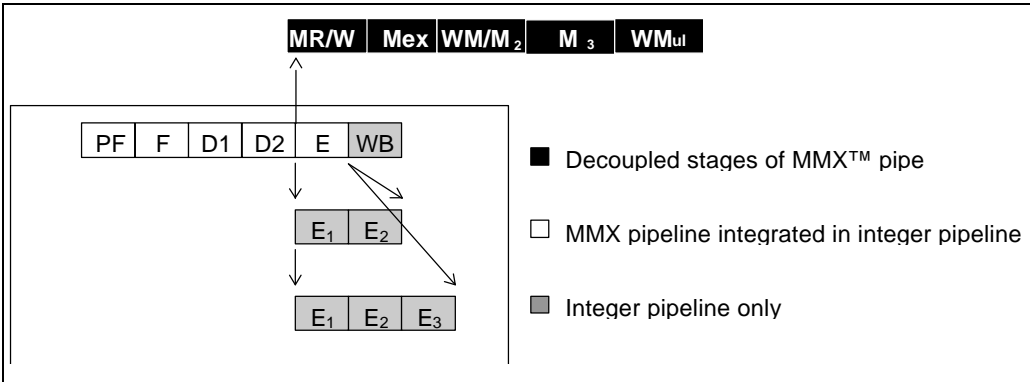 MR/W Mex WM/M₂ M₃ WMul
PF F D1 D2 E WB
Decoupled stages of MMX™ pipe
E₁ E₂
MMX pipeline integrated in integer pipeline
E₁ E₂ E₃
Integer pipeline only